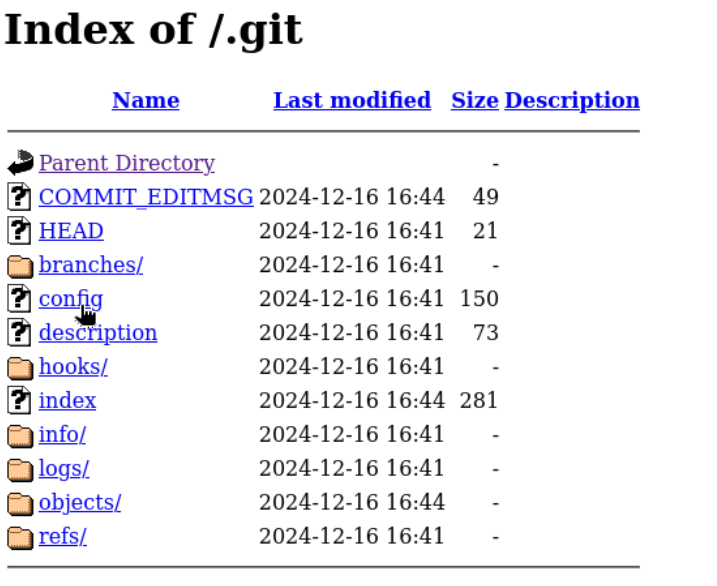 Index of /.git
Name Last modified Size Description
Parent Directory -
COMMIT_EDITMSG 2024-12-16 16:44 49
HEAD 2024-12-16 16:41 21
branches/ 2024-12-16 16:41 -
config 2024-12-16 16:41 150
description 2024-12-16 16:41 73
hooks/ 2024-12-16 16:41 -
index 2024-12-16 16:44 281
info/ 2024-12-16 16:41 -
logs/ 2024-12-16 16:41 -
objects/ 2024-12-16 16:44 -
refs/ 2024-12-16 16:41 -